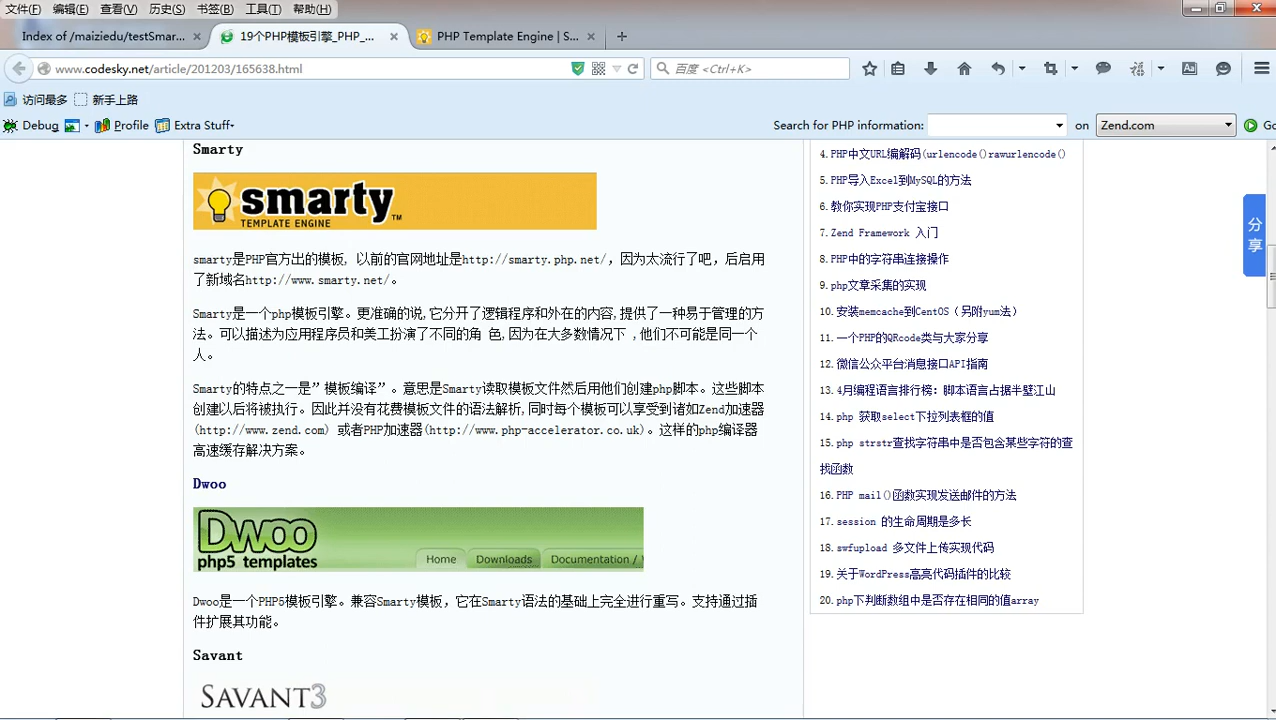 文件(F) 编辑(E) 查看(V) 历史(S) 书签(B) 工具(T) 帮助(H)
Index of /maiziedu/testSmar...
19个PHP模板引擎_PHP_...
PHP Template Engine | S...
www.codesky.net/article/201203/165638.html
百度 <Ctrl+K>
访问最多 新手上路
Debug Profile Extra Stuff
Search for PHP information: on Zend.com Go
Smarty
smarty TM
TEMPLATE ENGINE
smarty是PHP官方出的模板, 以前的官网地址是http://smarty.php.net/，因为太流行了吧，后启用
了新域名http://www.smarty.net/。
Smarty是一个php模板引擎。更准确的说,它分开了逻辑程序和外在的内容,提供了一种易于管理的方
法。可以描述为应用程序员和美工扮演了不同的角 色,因为在大多数情况下 ,他们不可能是同一个
人。
Smarty的特点之一是”模板编译”。意思是Smarty读取模板文件然后用他们创建php脚本。这些脚本
创建以后将被执行。因此并没有花费模板文件的语法解析,同时每个模板可以享受到诸如Zend加速器
(http://www.zend.com) 或者PHP加速器(http://www.php-accelerator.co.uk)。这样的php编译器
高速缓存解决方案。
Dwoo
Dwoo
php5 templates
Home Downloads Documentation /
Dwoo是一个PHP5模板引擎。兼容Smarty模板，它在Smarty语法的基础上完全进行重写。支持通过插
件扩展其功能。
Savant
SAVANT3
4.PHP中文URL编解码(urlencode()rawurlencode()
5.PHP导入Excel到MySQL的方法
6.教你实现PHP支付宝接口
7.Zend Framework 入门
8.PHP中的字符串连接操作
9.php文章采集的实现
10.安装memcache到CentOS（另附yum法）
11.一个PHP的QRcode类与大家分享
12.微信公众平台消息接口API指南
13.4月编程语言排行榜：脚本语言占据半壁江山
14.php 获取select下拉列表框的值
15.php strstr查找字符串中是否包含某些字符的查
找函数
16.PHP mail()函数实现发送邮件的方法
17.session 的生命周期是多长
18.swfupload 多文件上传实现代码
19.关于WordPress高亮代码插件的比较
20.php下判断数组中是否存在相同的值array
分
享